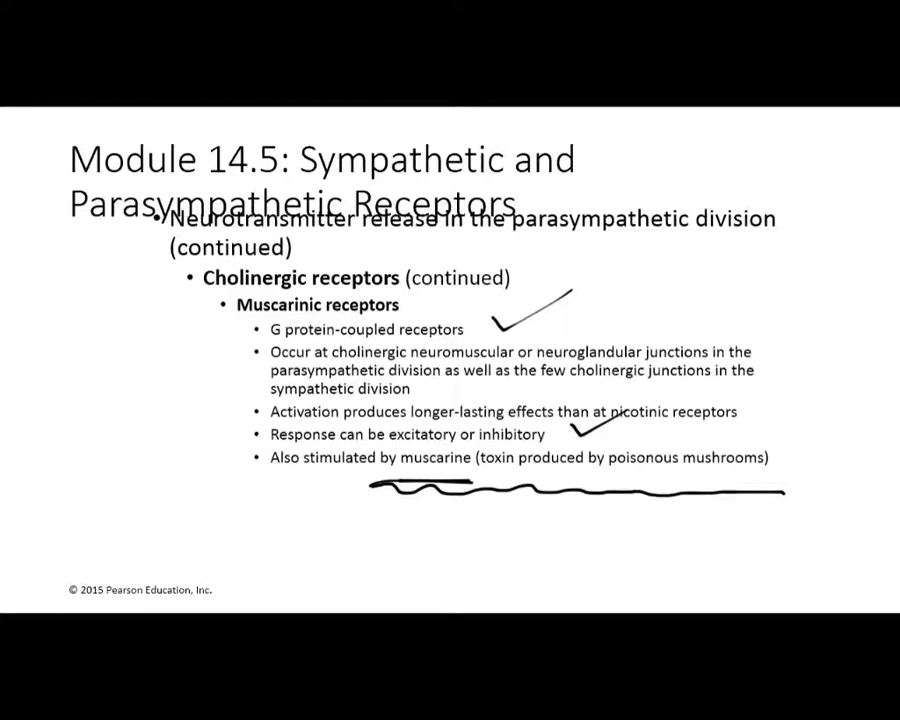 Module 14.5: Sympathetic and
Parasympathetic Receptors
• Neurotransmitter release in the parasympathetic division
(continued)
• Cholinergic receptors (continued)
• Muscarinic receptors
• G protein-coupled receptors
• Occur at cholinergic neuromuscular or neuroglandular junctions in the
parasympathetic division as well as the few cholinergic junctions in the
sympathetic division
• Activation produces longer-lasting effects than at nicotinic receptors
• Response can be excitatory or inhibitory
• Also stimulated by muscarine (toxin produced by poisonous mushrooms)
© 2015 Pearson Education, Inc.